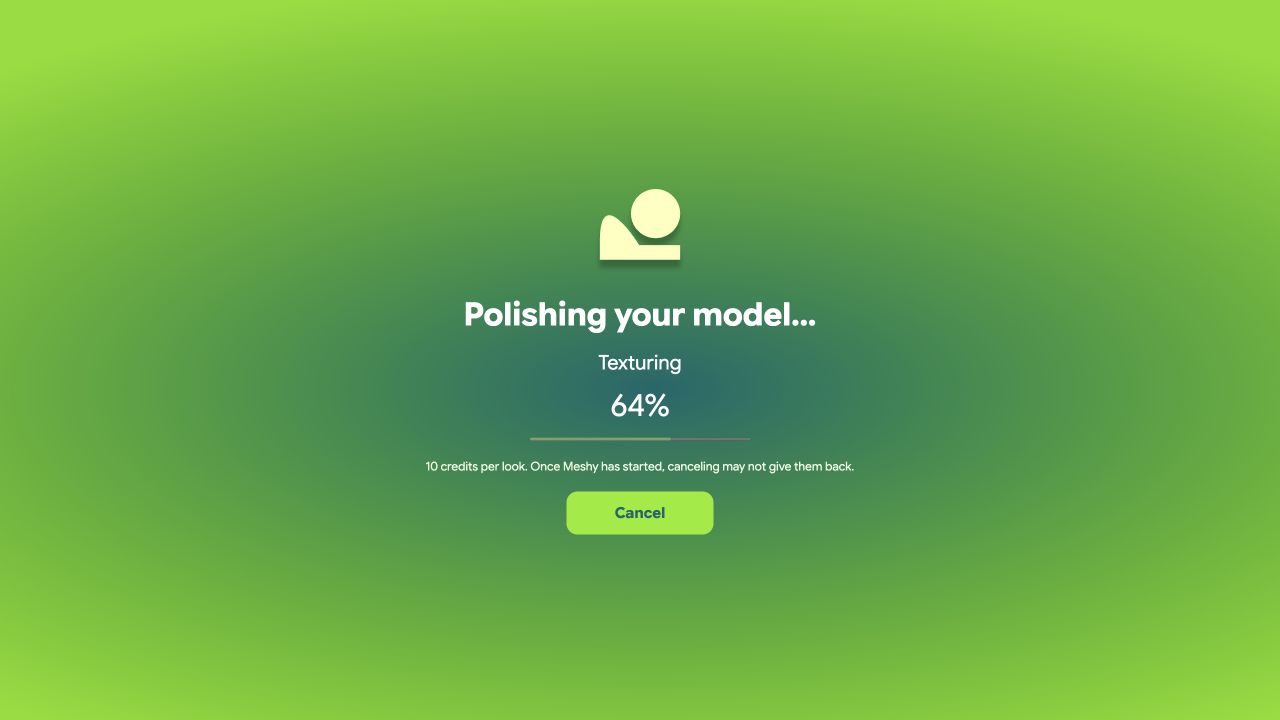 Polishing your model...
Texturing
64%
10 credits per look. Once Meshy has started, canceling may not give them back.
Cancel